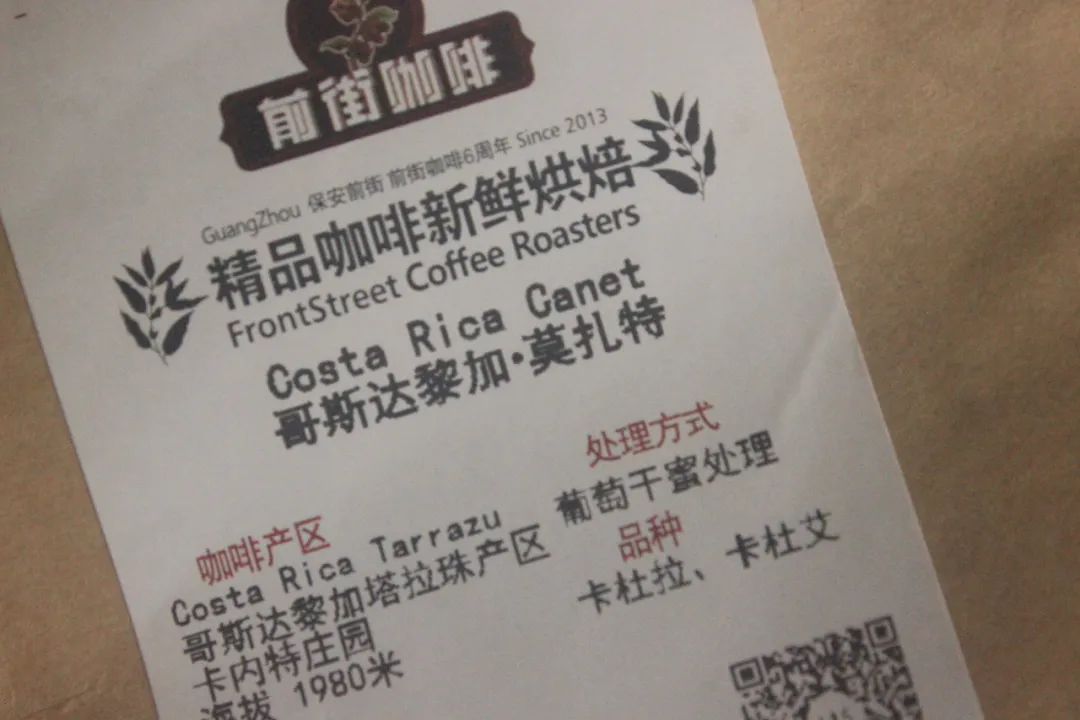 前街咖啡
GuangZhou 保安前街 前街咖啡6周年 Since 2013
精品咖啡新鲜烘焙
FrontStreet Coffee Roasters
Costa Rica Canet
哥斯达黎加·莫扎特
咖啡产区
Costa Rica Tarrazu
哥斯达黎加塔拉珠产区
卡内特庄园
海拔 1980米
处理方式
葡萄干蜜处理
品种
卡杜拉、卡杜艾